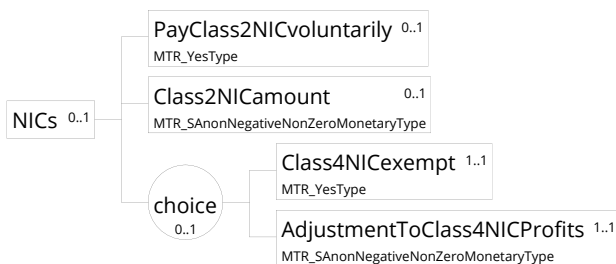 PayClass2NICvoluntarily 0..1
MTR_YesType
Class2NICamount 0..1
MTR_SAnonNegativeNonZeroMonetaryType
NICs 0..1
Class4NICexempt 1..1
MTR_YesType
choice
0..1
AdjustmentToClass4NICProfits 1..1
MTR_SAnonNegativeNonZeroMonetaryType